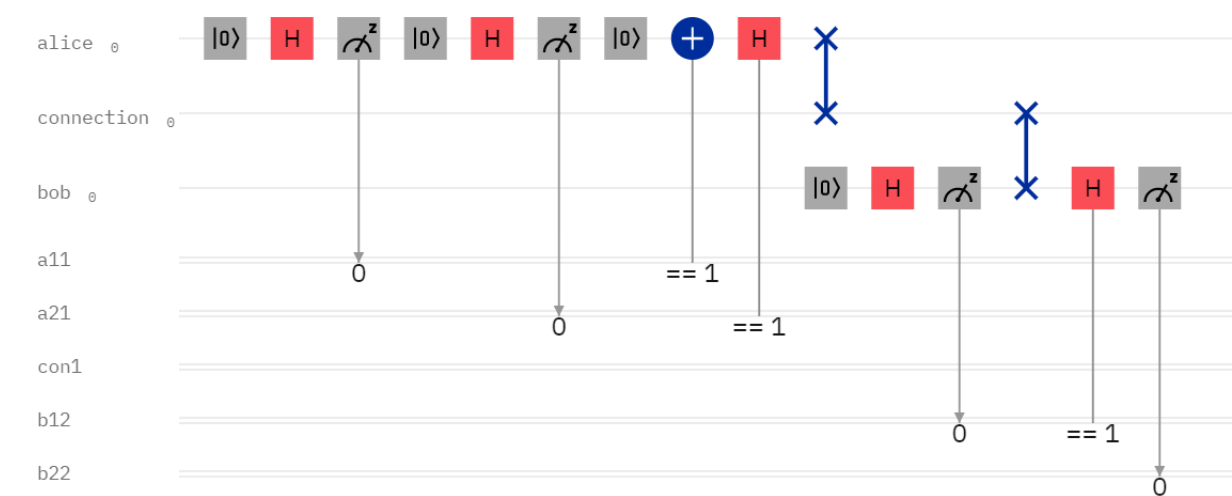 alice 0 |0⟩ H z |0⟩ H z |0⟩ + H
connection 0
bob 0 |0⟩ H z H z
a11 0 == 1
a21 0 == 1
con1
b12 0 == 1
b22 0